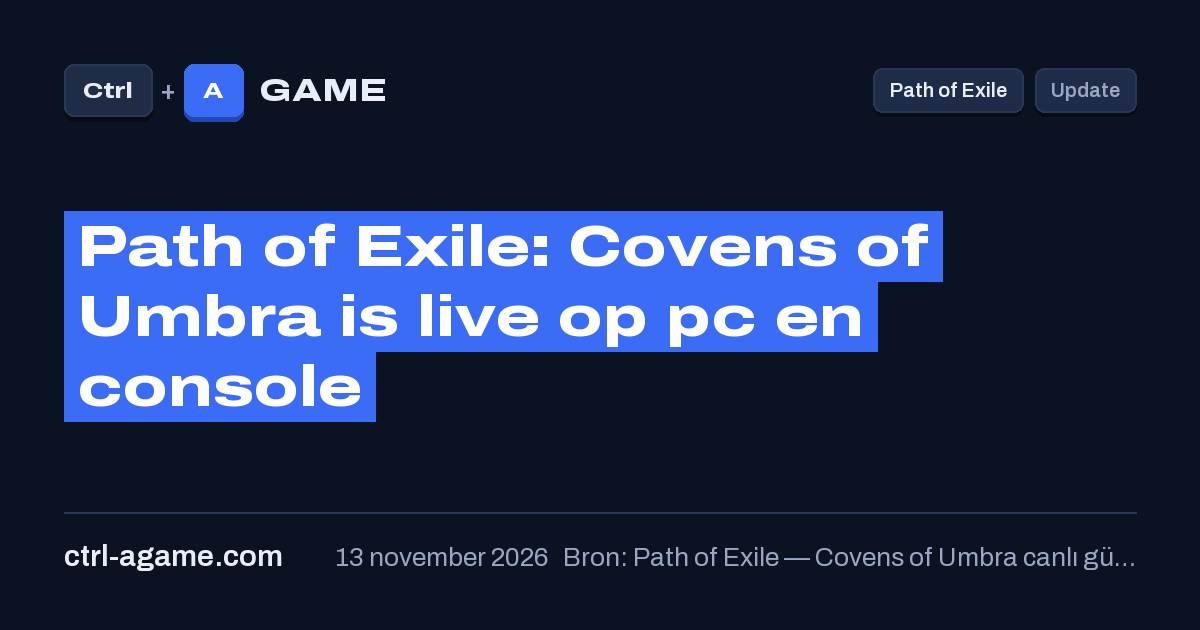 Ctrl + A GAME
Path of Exile Update
Path of Exile: Covens of
Umbra is live op pc en
console
ctrl-agame.com 13 november 2026 Bron: Path of Exile — Covens of Umbra canlı gü...